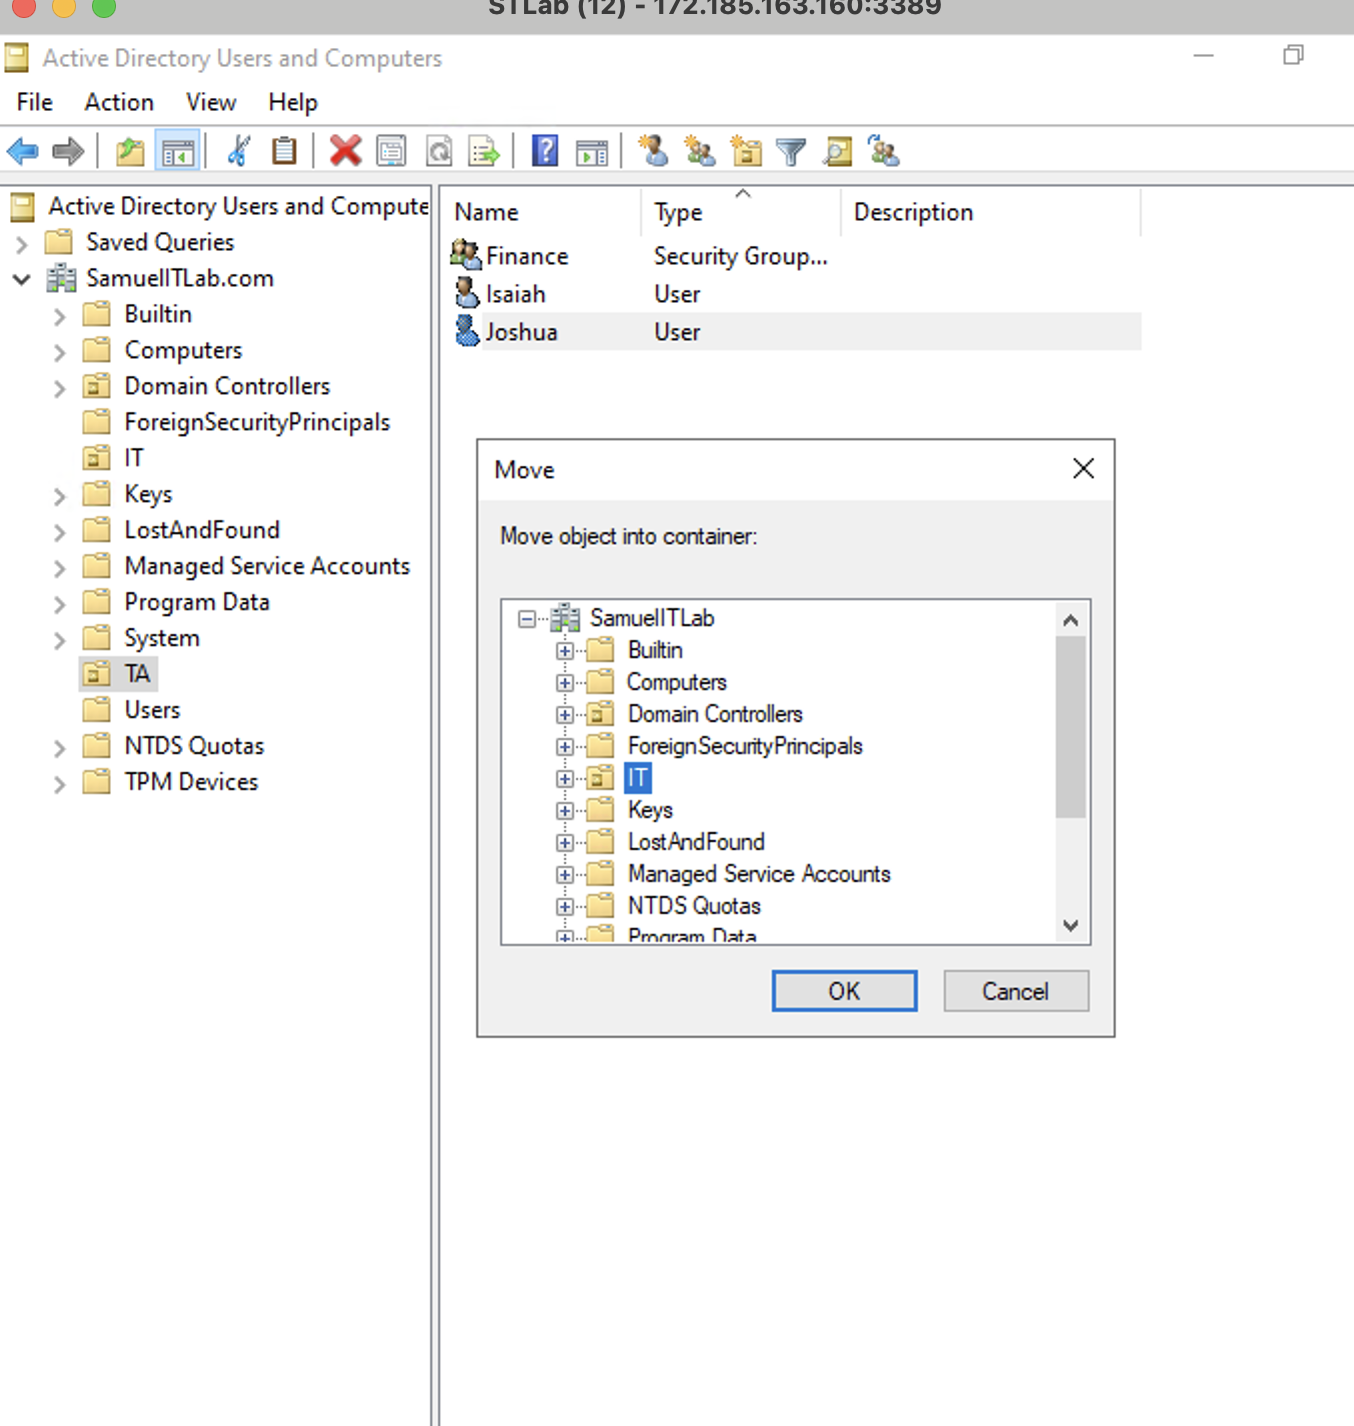 STLab (12) - 172.185.163.160:3389
Active Directory Users and Computers
File Action View Help
Active Directory Users and Compute
Saved Queries
SamuelITLab.com
Builtin
Computers
Domain Controllers
ForeignSecurityPrincipals
IT
Keys
LostAndFound
Managed Service Accounts
Program Data
System
TA
Users
NTDS Quotas
TPM Devices
Name Type Description
Finance Security Group...
Isaiah User
Joshua User
Move
Move object into container:
SamuelITLab
Builtin
Computers
Domain Controllers
ForeignSecurityPrincipals
IT
Keys
LostAndFound
Managed Service Accounts
NTDS Quotas
Program Data
OK Cancel